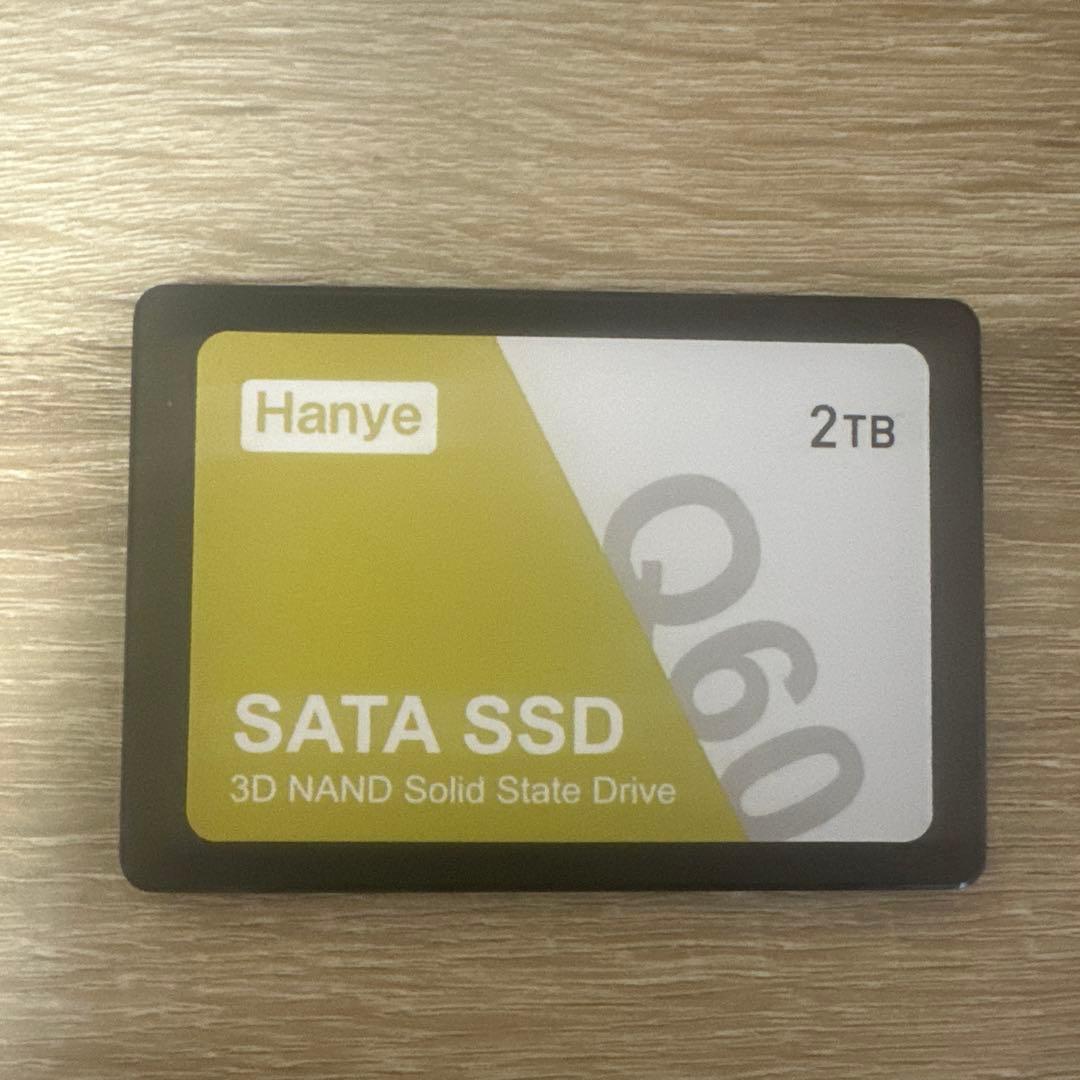 Hanye
2TB
Q60
SATA SSD
3D NAND Solid State Drive